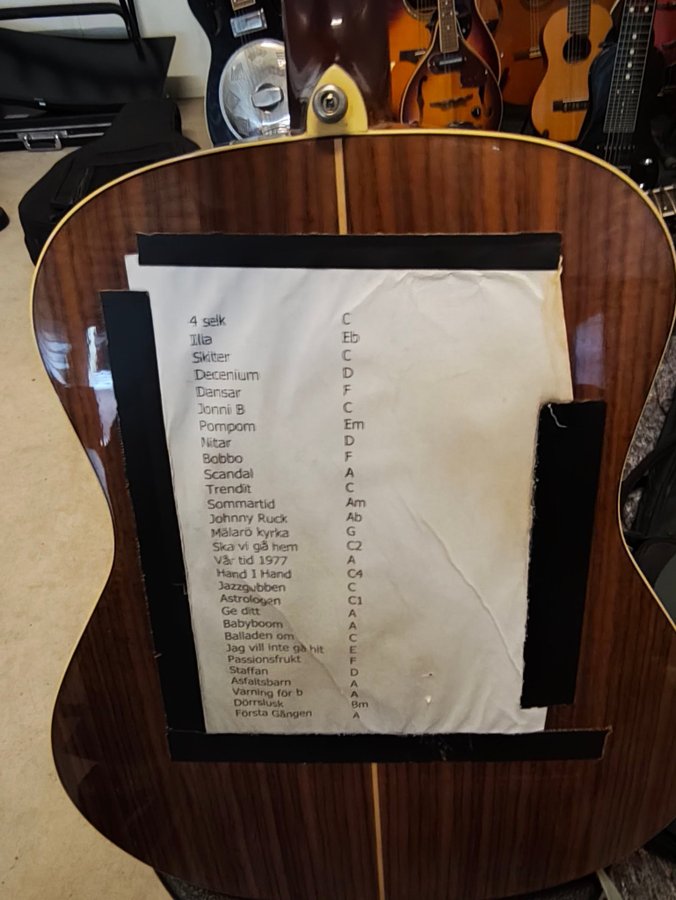 4 selk C
Illa Eb
Skitter C
Decenium D
Dansar F
Jonni B C
Pompom Em
Nitar D
Bobbo F
Scandal A
Trendit C
Sommartid Am
Johnny Ruck Ab
Mälarö kyrka G
Ska vi gå hem C2
Vår tid 1977 A
Hand I Hand C4
Jazzgubben C
Astrologen C1
Ge ditt A
Babyboom A
Balladen om C
Jag vill inte gå hit E
Passionsfrukt F
Staffan D
Asfaltsbarn A
Varning för b A
Dörrslusk Bm
Första Gången A